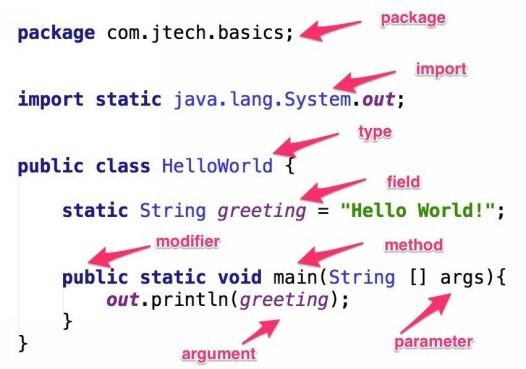 package
package com.jtech.basics;
import
import static java.lang.System.out;
type
public class HelloWorld {
field
static String greeting = "Hello World!";
modifier
method
public static void main(String [] args){
out.println(greeting);
}
argument
parameter
}